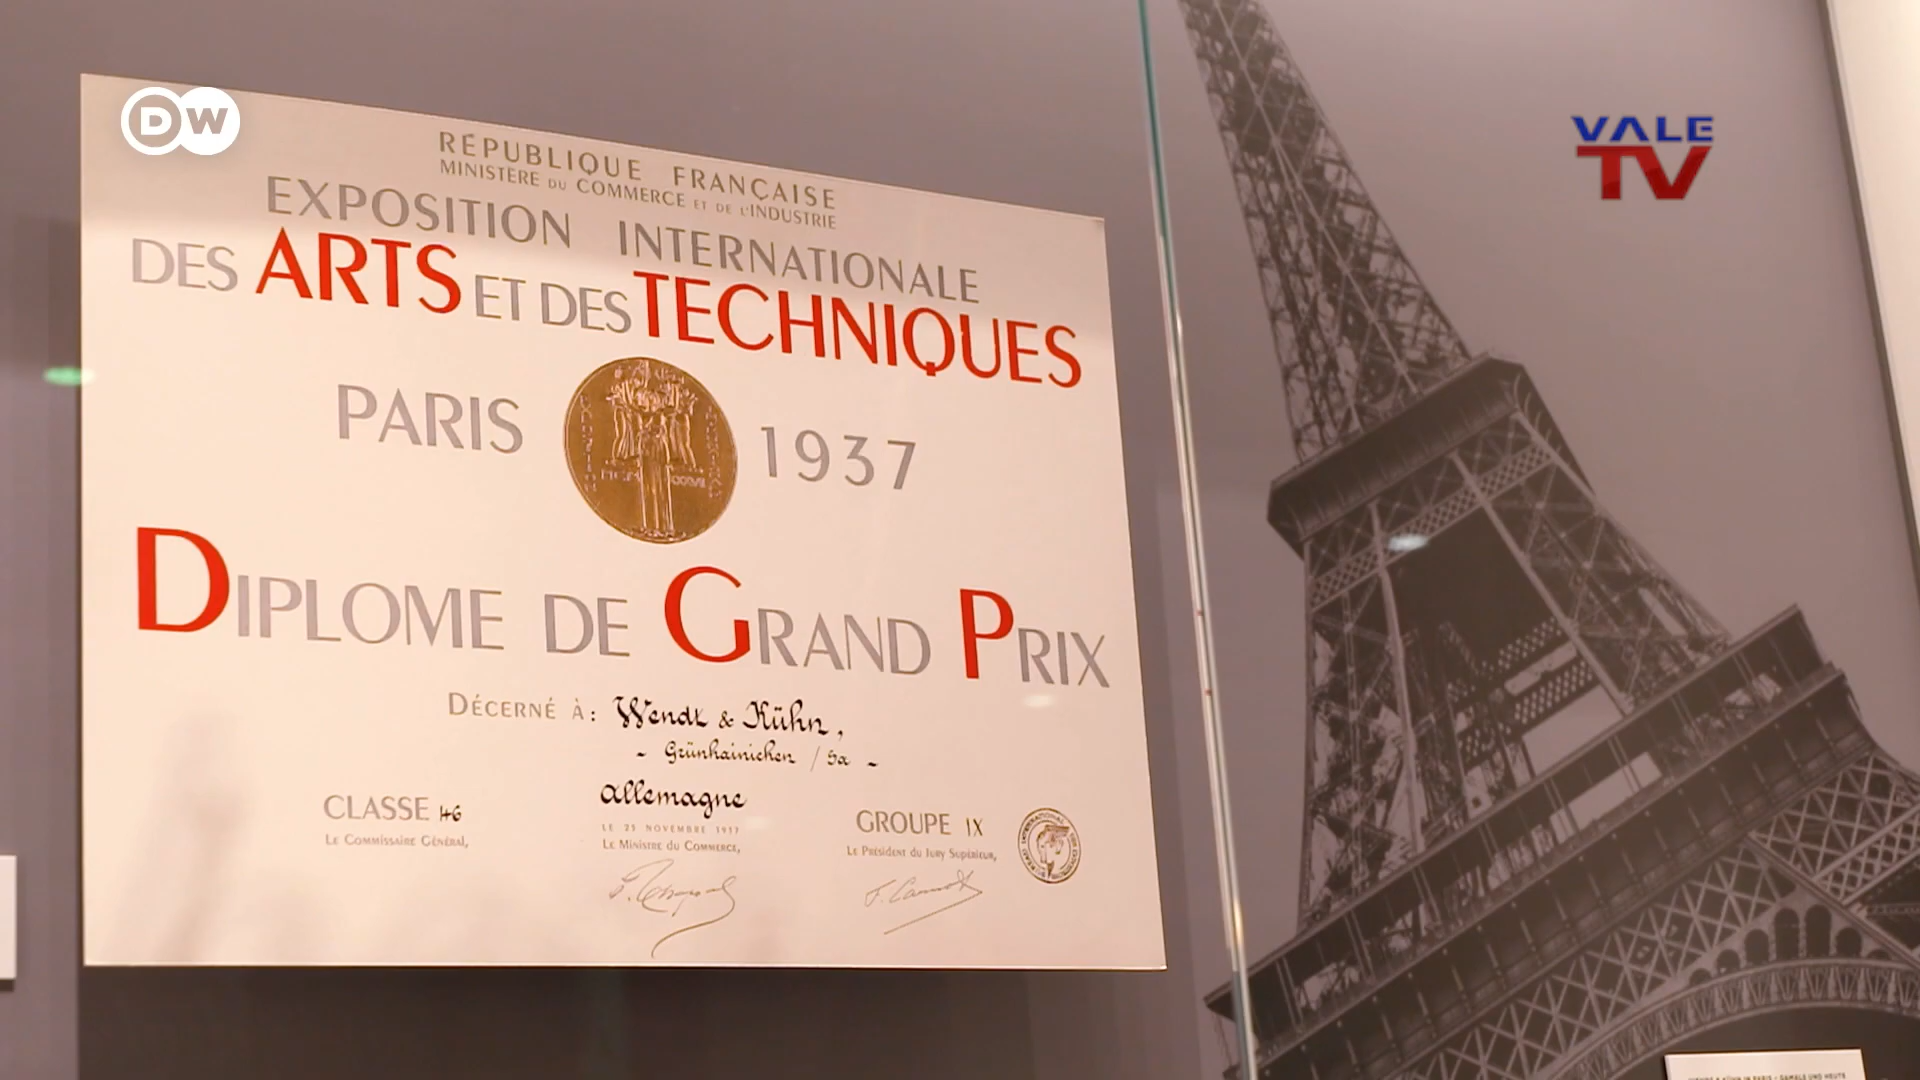 DW
VALE
TV
RÉPUBLIQUE FRANÇAISE
MINISTÈRE DU COMMERCE ET DE L'INDUSTRIE
EXPOSITION INTERNATIONALE
DES ARTS ET DES TECHNIQUES
PARIS 1937
DIPLOME DE GRAND PRIX
DÉCERNÉ À: Wendt & Kühn,
- Grünhainichen / Sa -
Allemagne
CLASSE 46
LE COMMISSAIRE GÉNÉRAL,
LE 25 NOVEMBRE 1937
LE MINISTRE DU COMMERCE,
GROUPE IX
LE PRÉSIDENT DU JURY SUPÉRIEUR,